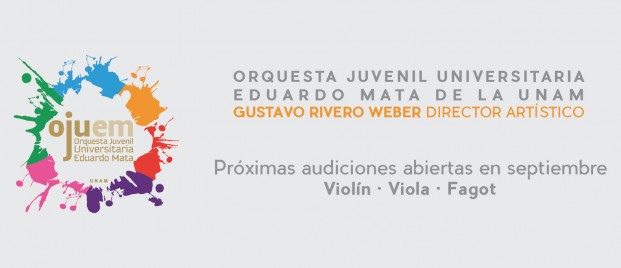 ojuem
Orquesta Juvenil
Universitaria
Eduardo Mata
UNAM
ORQUESTA JUVENIL UNIVERSITARIA
EDUARDO MATA DE LA UNAM
GUSTAVO RIVERO WEBER DIRECTOR ARTÍSTICO
Próximas audiciones abiertas en septiembre
Violín · Viola · Fagot